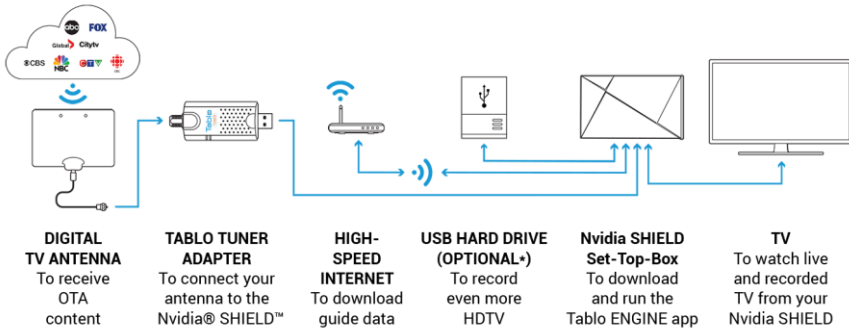 abc FOX
Global Citytv
CBS NBC CTV CBC
Tablo
DIGITAL
TV ANTENNA
To receive
OTA
content
TABLO TUNER
ADAPTER
To connect your
antenna to the
Nvidia® SHIELD™
HIGH-
SPEED
INTERNET
To download
guide data
USB HARD DRIVE
(OPTIONAL*)
To record
even more
HDTV
Nvidia SHIELD
Set-Top-Box
To download
and run the
Tablo ENGINE app
TV
To watch live
and recorded
TV from your
Nvidia SHIELD